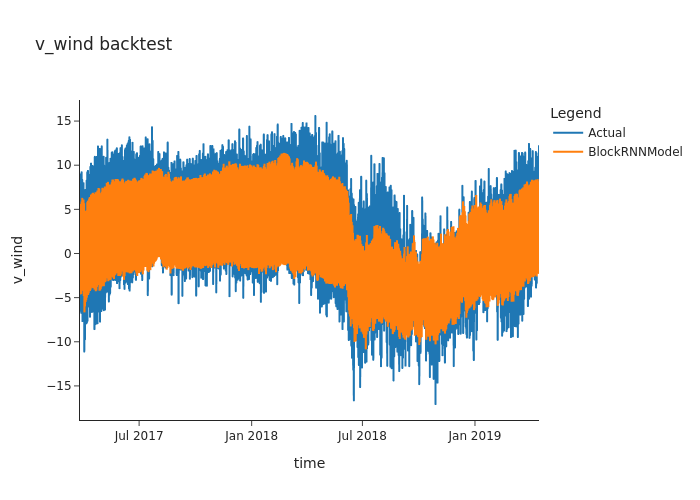 v_wind backtest
Legend
Actual
BlockRNNModel
15
10
5
0
−5
−10
−15
v_wind
Jul 2017
Jan 2018
Jul 2018
Jan 2019
time